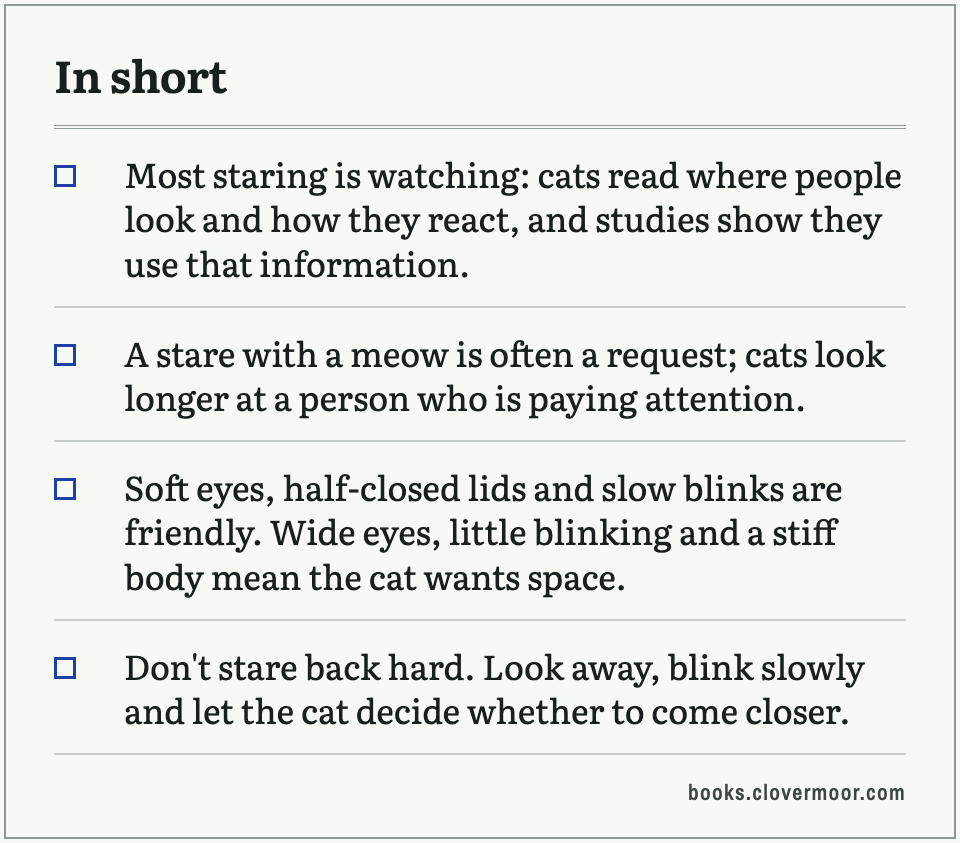 In short
Most staring is watching: cats read where people
look and how they react, and studies show they
use that information.
A stare with a meow is often a request; cats look
longer at a person who is paying attention.
Soft eyes, half-closed lids and slow blinks are
friendly. Wide eyes, little blinking and a stiff
body mean the cat wants space.
Don't stare back hard. Look away, blink slowly
and let the cat decide whether to come closer.
books.clovermoor.com